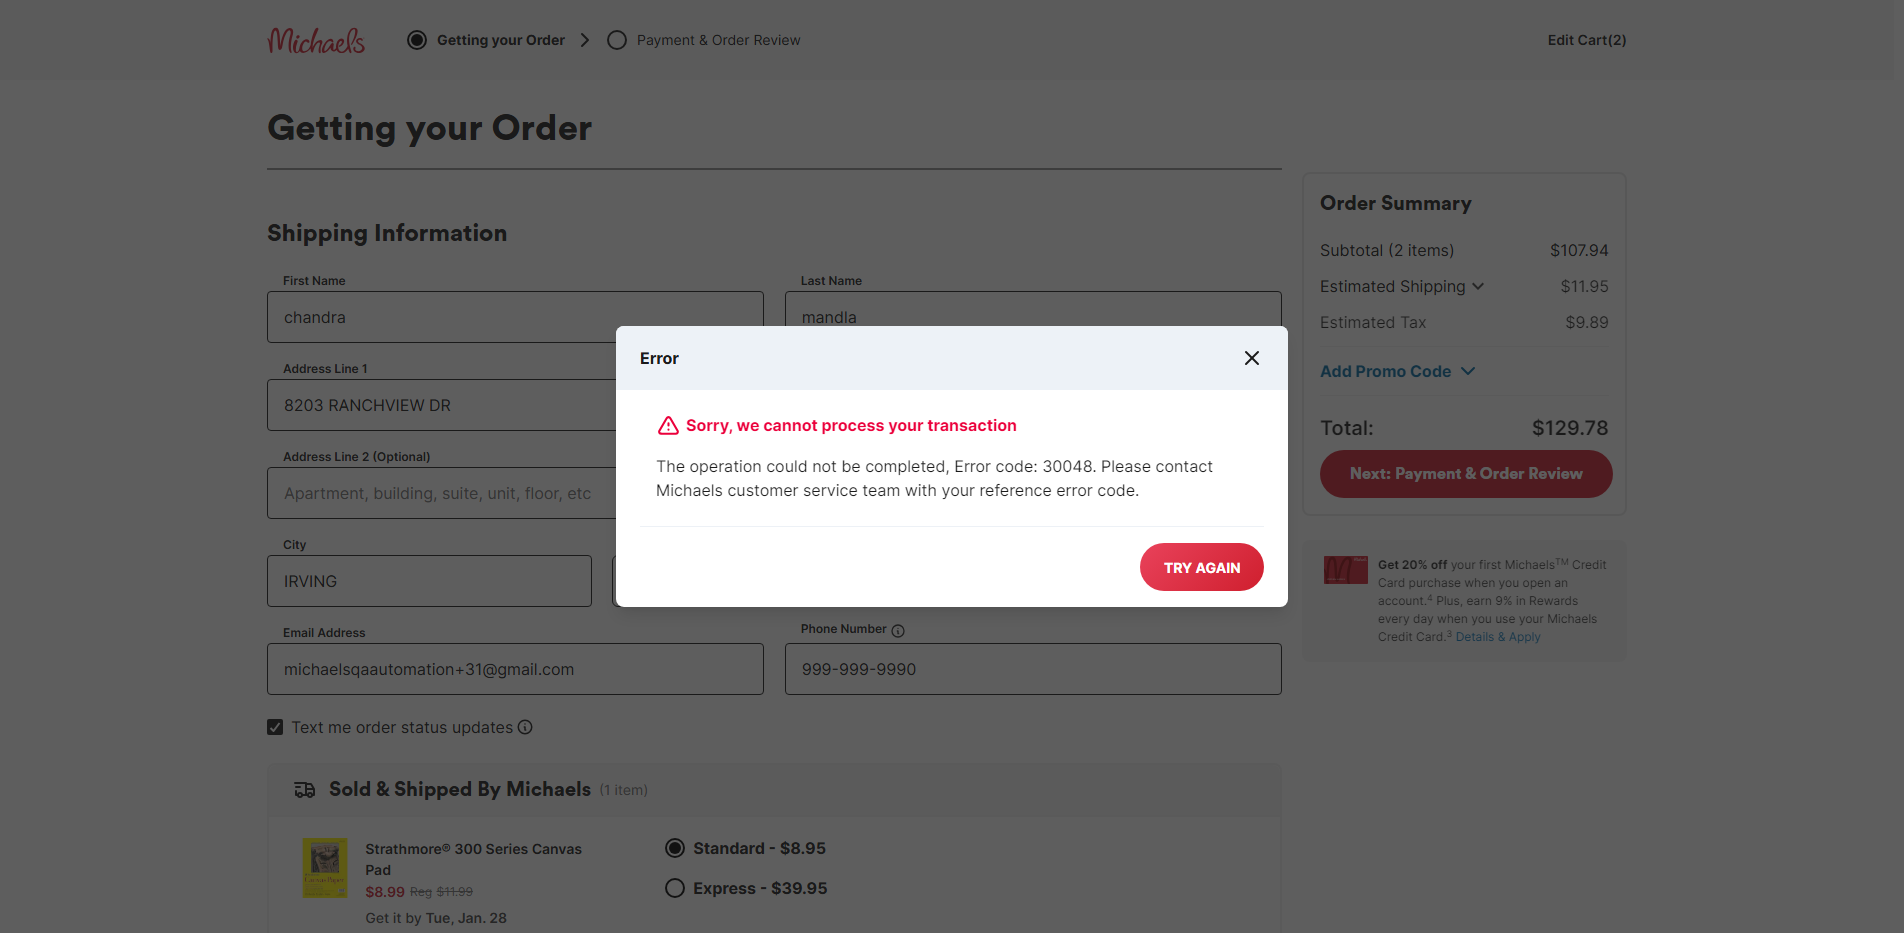 Michaels
Getting your Order
Payment & Order Review
Edit Cart(2)
Getting your Order
Shipping Information
First Name
chandra
Last Name
mandla
Address Line 1
8203 RANCHVIEW DR
Address Line 2 (Optional)
Apartment, building, suite, unit, floor, etc
City
IRVING
Email Address
michaelsqaautomation+31@gmail.com
Phone Number
999-999-9990
Text me order status updates
Sold & Shipped By Michaels (1 item)
Strathmore® 300 Series Canvas
Pad
$8.99 Reg $11.99
Get it by Tue, Jan. 28
Standard - $8.95
Express - $39.95
Error
Sorry, we cannot process your transaction
The operation could not be completed, Error code: 30048. Please contact
Michaels customer service team with your reference error code.
TRY AGAIN
Order Summary
Subtotal (2 items) $107.94
Estimated Shipping $11.95
Estimated Tax $9.89
Add Promo Code
Total: $129.78
Next: Payment & Order Review
Get 20% off your first Michaels™ Credit
Card purchase when you open an
account.⁴ Plus, earn 9% in Rewards
every day when you use your Michaels
Credit Card.³ Details & Apply